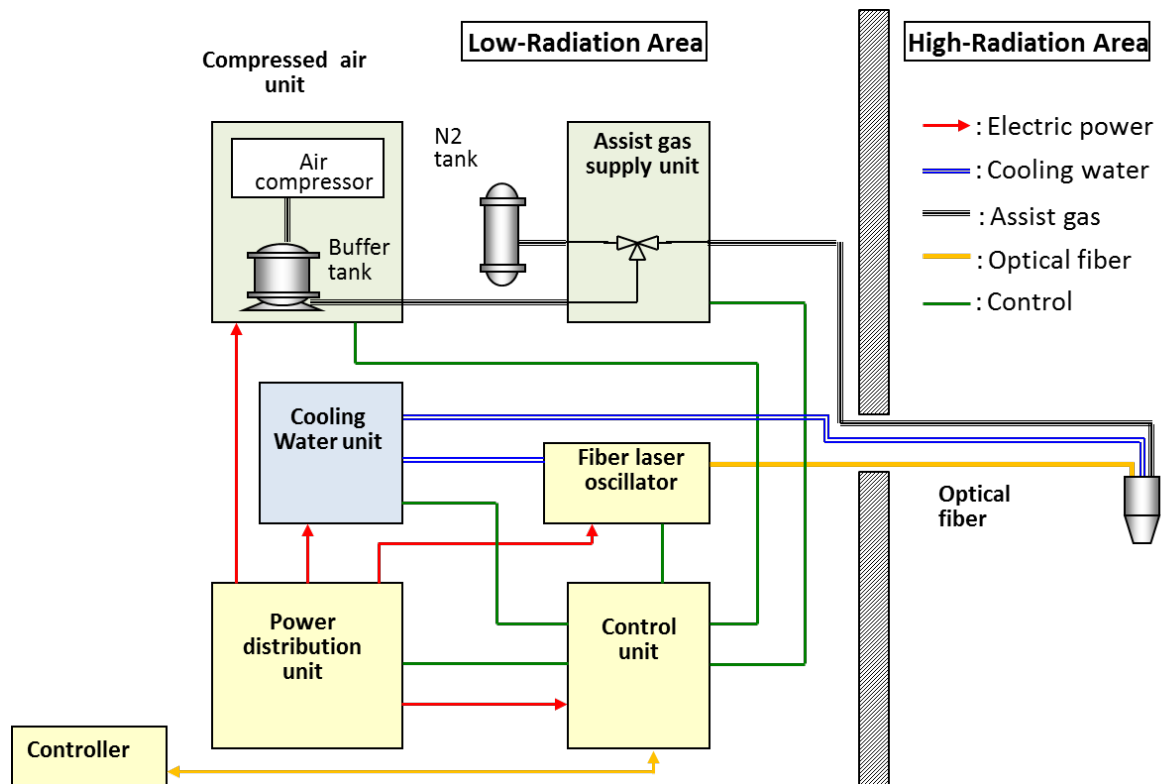 Low-Radiation Area
High-Radiation Area
Compressed air
unit
Air
compressor
Buffer
tank
N2
tank
Assist gas
supply unit
: Electric power
: Cooling water
: Assist gas
: Optical fiber
: Control
Cooling
Water unit
Fiber laser
oscillator
Optical
fiber
Power
distribution
unit
Control
unit
Controller